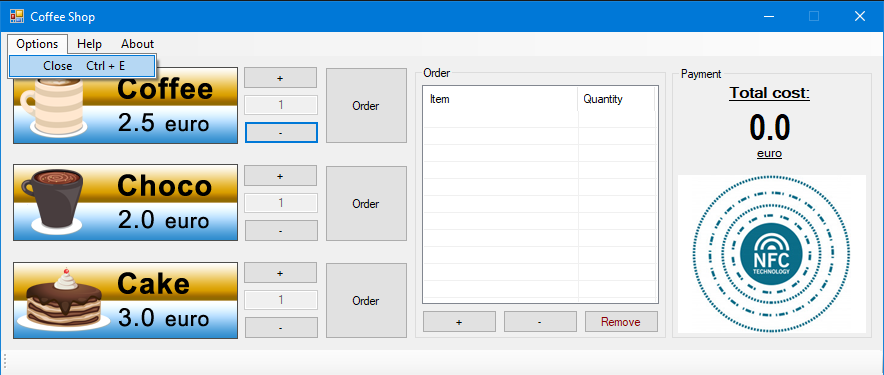 Coffee Shop
Options Help About
Close Ctrl + E
Coffee
2.5 euro
+
1
-
Order
Choco
2.0 euro
+
1
-
Order
Cake
3.0 euro
+
1
-
Order
Order
Item Quantity
+ - Remove
Payment
Total cost:
0.0
euro
NFC
TECHNOLOGY